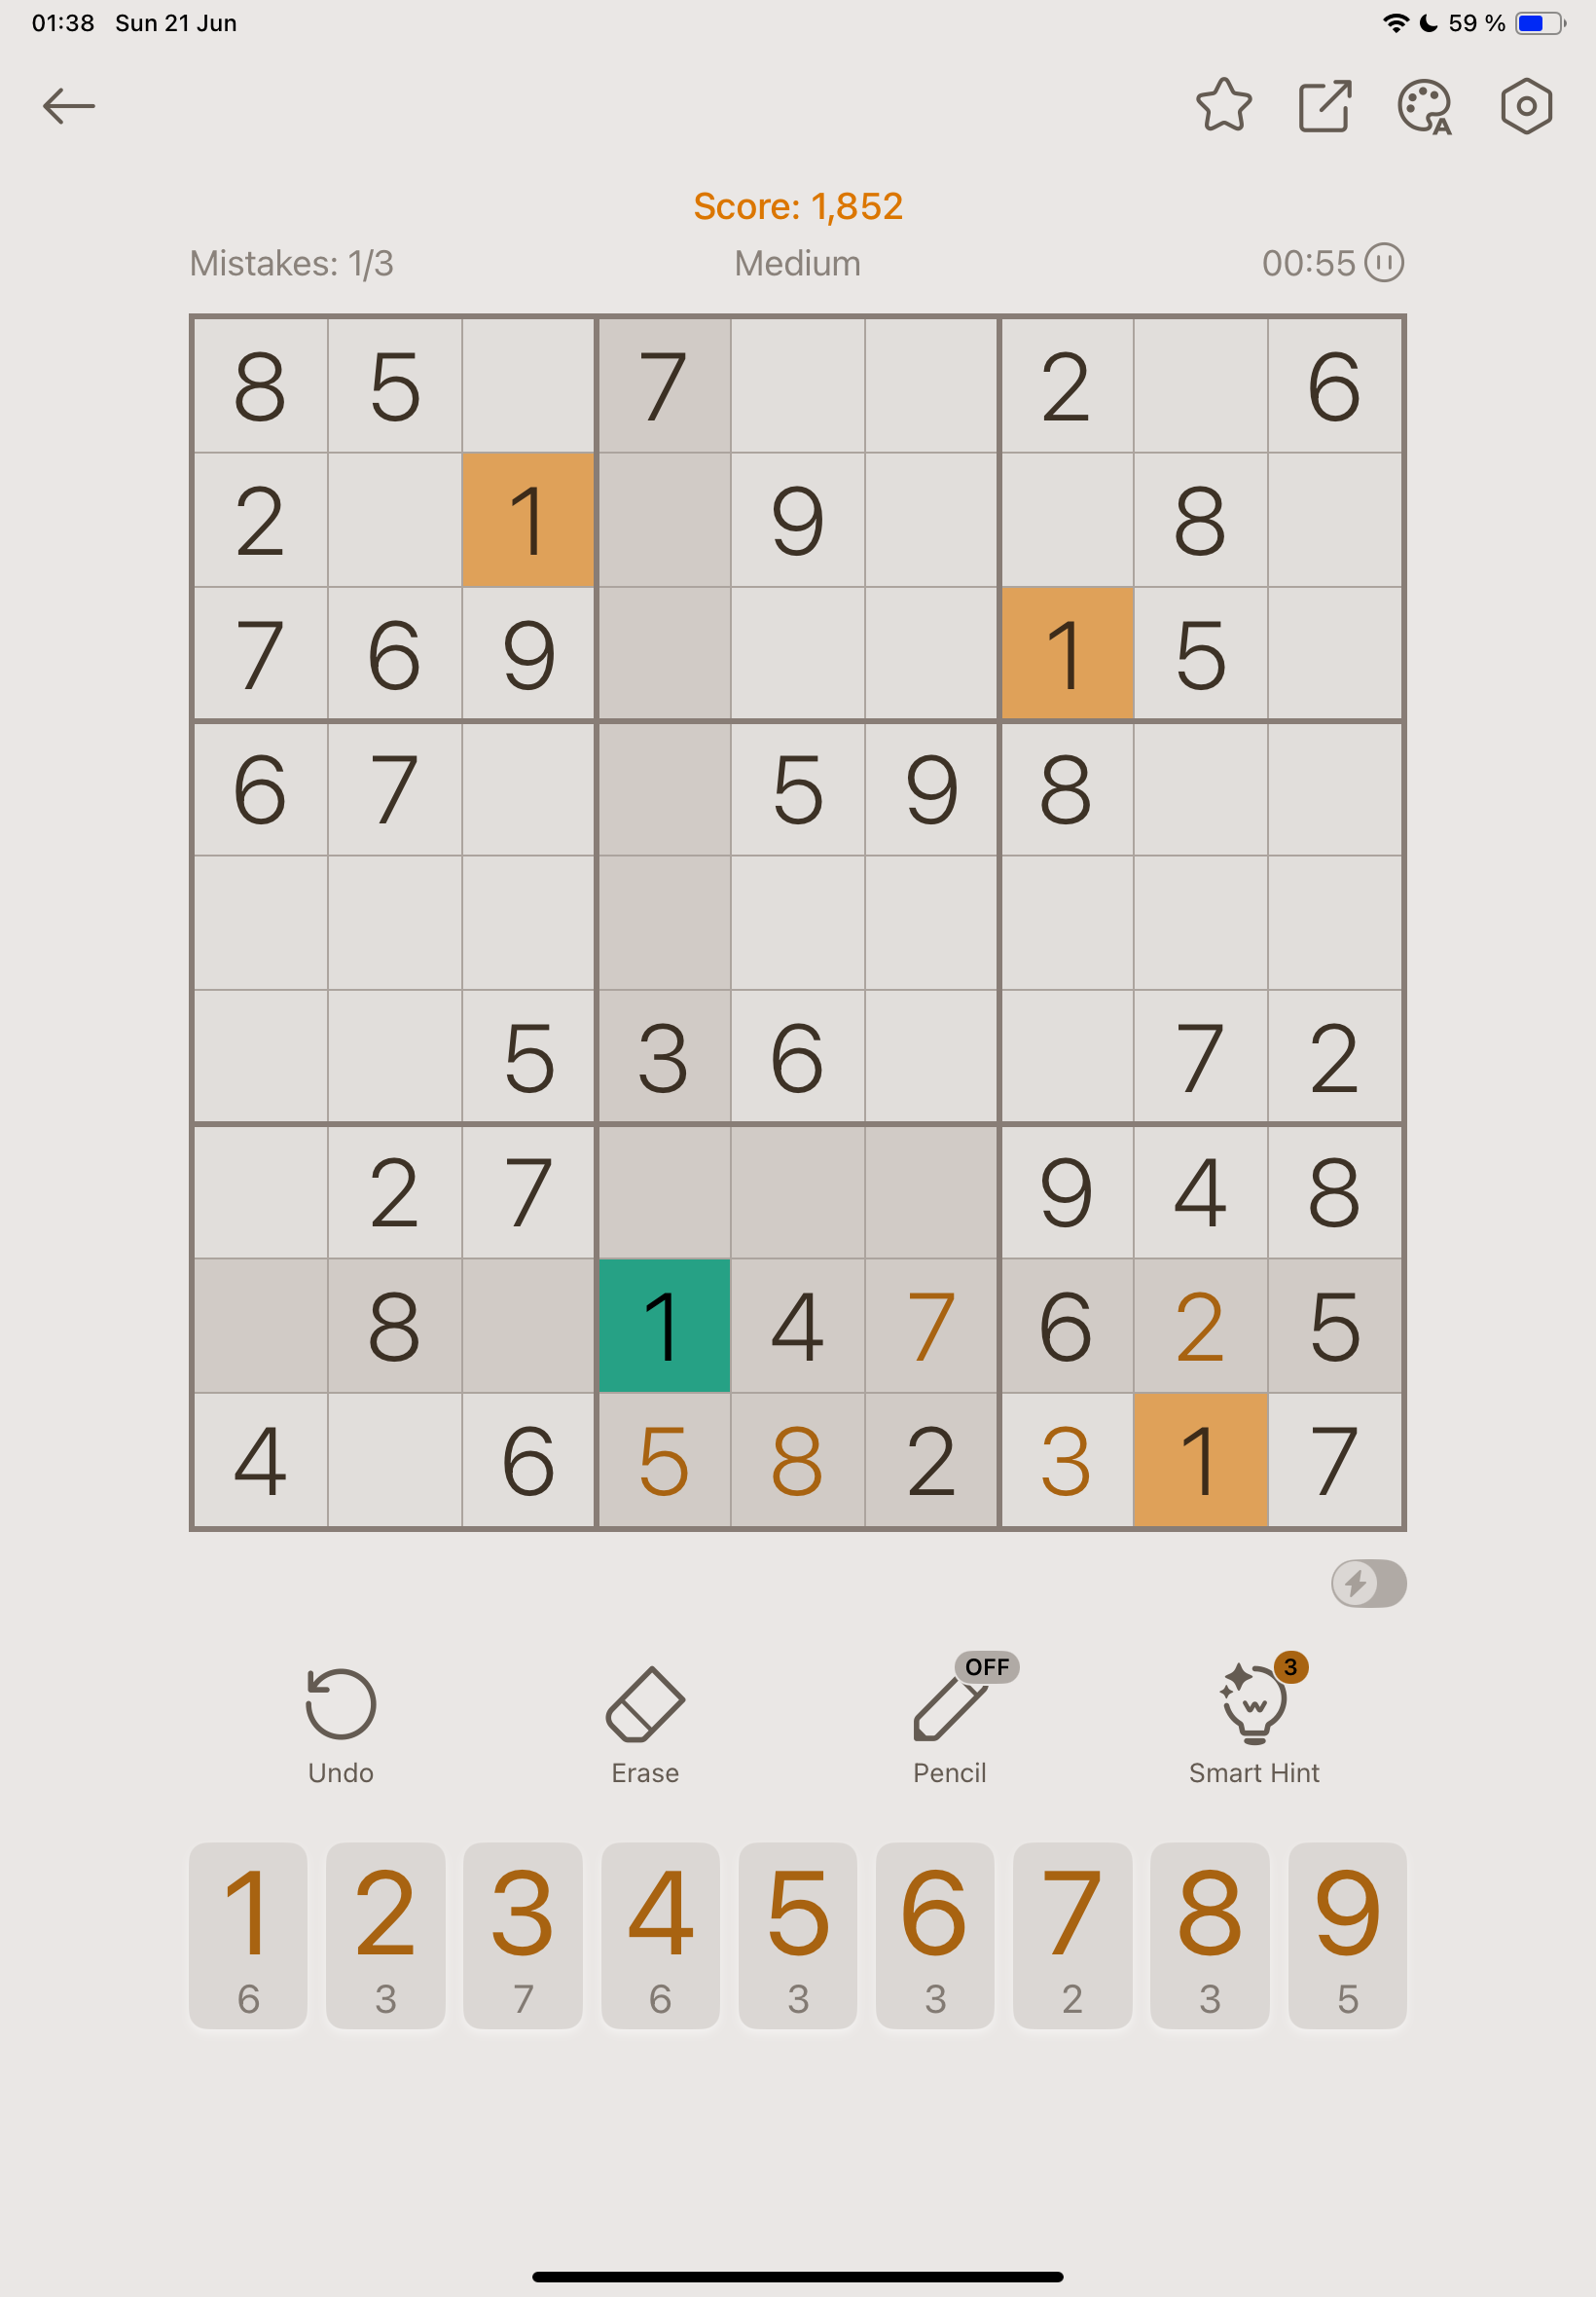 01:38 Sun 21 Jun 59 %
A
Score: 1,852
Mistakes: 1/3 Medium 00:55
8 5 7 2 6
2 1 9 8
7 6 9 1 5
6 7 5 9 8
5 3 6 7 2
2 7 9 4 8
8 1 4 7 6 2 5
4 6 5 8 2 3 1 7
OFF 3
Undo Erase Pencil Smart Hint
1 2 3 4 5 6 7 8 9
6 3 7 6 3 3 2 3 5